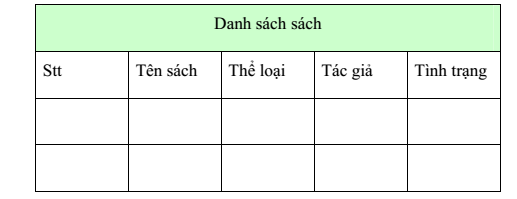 Danh sách sách
Stt Tên sách Thể loại Tác giả Tình trạng